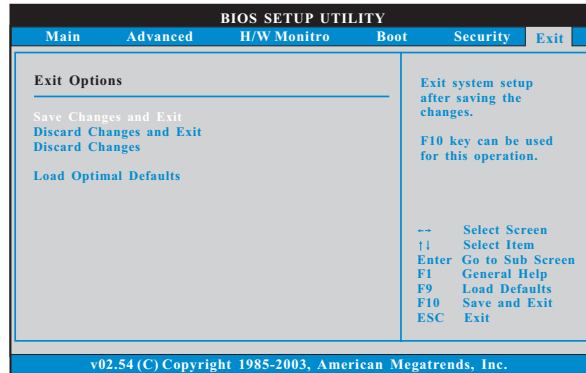 BIOS SETUP UTILITY
Main Advanced H/W Monitro Boot Security Exit
Exit Options
Save Changes and Exit
Discard Changes and Exit
Discard Changes
Load Optimal Defaults
Exit system setup
after saving the
changes.
F10 key can be used
for this operation.
←→ Select Screen
↑↓ Select Item
Enter Go to Sub Screen
F1 General Help
F9 Load Defaults
F10 Save and Exit
ESC Exit
v02.54 (C) Copyright 1985-2003, American Megatrends, Inc.